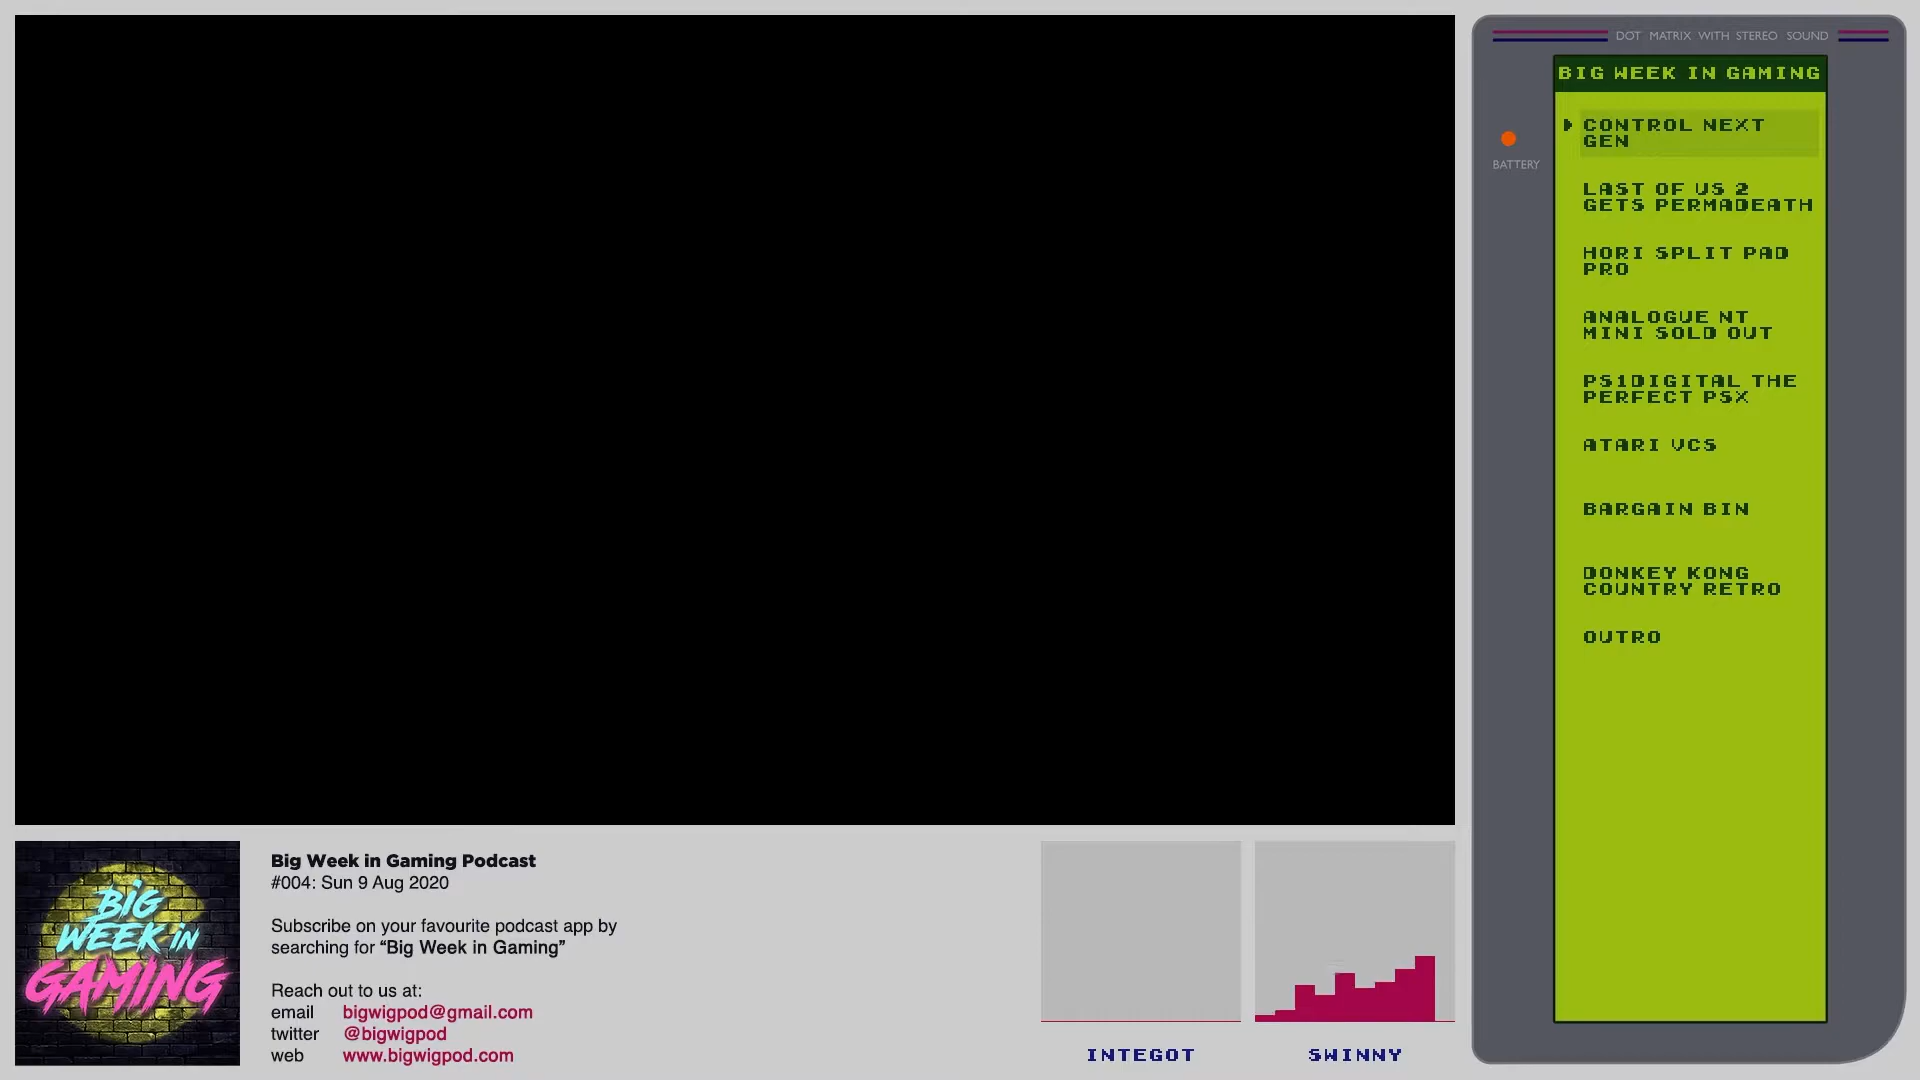 DOT MATRIX WITH STEREO SOUND
BIG WEEK IN GAMING
CONTROL NEXT
GEN
BATTERY
LAST OF US 2
GETS PERMADEATH
HORI SPLIT PAD
PRO
ANALOGUE NT
MINI SOLD OUT
PS1DIGITAL THE
PERFECT PSX
ATARI VCS
BARGAIN BIN
DONKEY KONG
COUNTRY RETRO
OUTRO
BIG
WEEK IN
GAMING
Big Week in Gaming Podcast
#004: Sun 9 Aug 2020
Subscribe on your favourite podcast app by
searching for “Big Week in Gaming”
Reach out to us at:
email bigwigpod@gmail.com
twitter @bigwigpod
web www.bigwigpod.com
INTEGOT
SWINNY